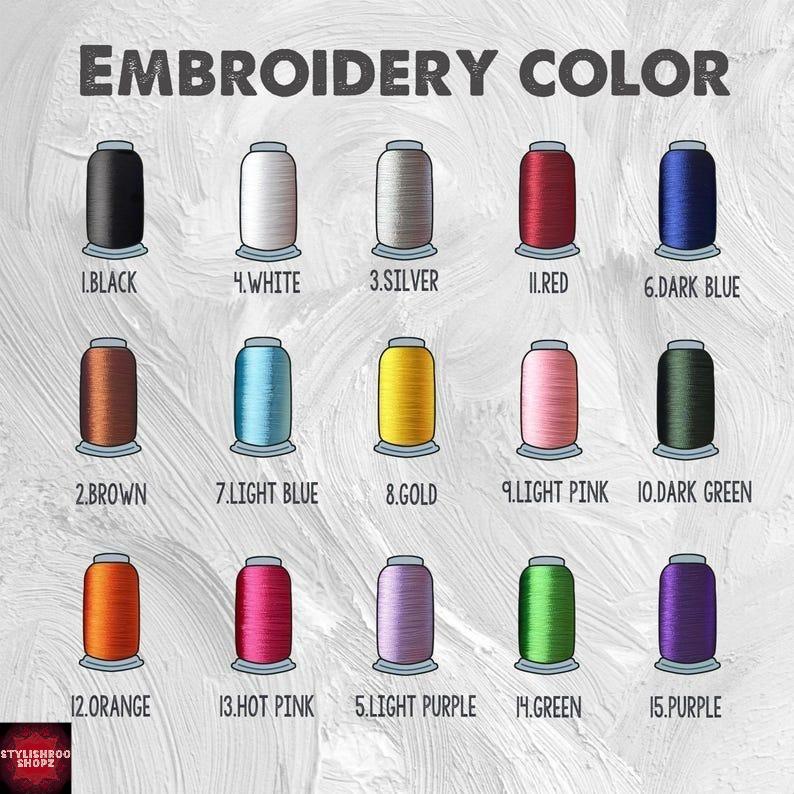 EMBROIDERY COLOR
1.BLACK
4.WHITE
3.SILVER
11.RED
6.DARK BLUE
2.BROWN
7.LIGHT BLUE
8.GOLD
9.LIGHT PINK
10.DARK GREEN
12.ORANGE
13.HOT PINK
5.LIGHT PURPLE
14.GREEN
15.PURPLE
STYLISHROO
SHOPZ